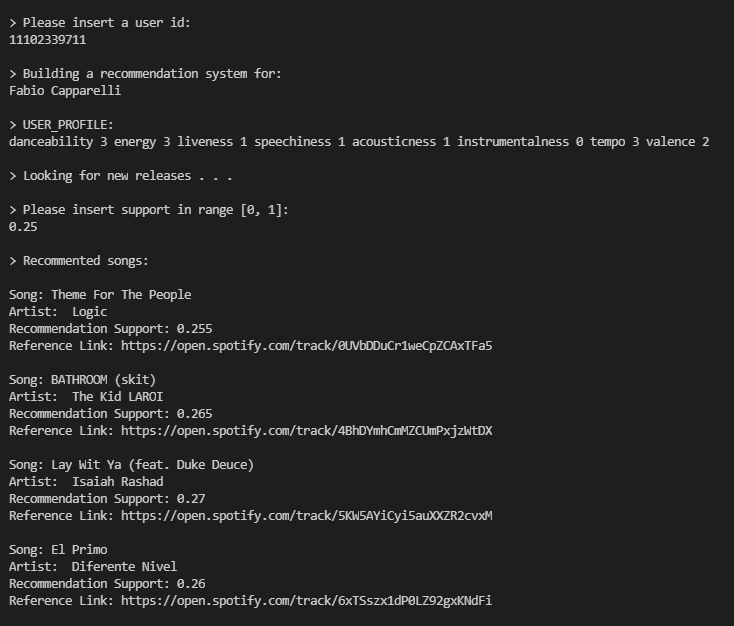 > Please insert a user id:
11102339711
> Building a recommendation system for:
Fabio Capparelli
> USER_PROFILE:
danceability 3 energy 3 liveness 1 speechiness 1 acousticness 1 instrumentalness 0 tempo 3 valence 2
> Looking for new releases . . .
> Please insert support in range [0, 1]:
0.25
> Recommented songs:
Song: Theme For The People
Artist:  Logic
Recommendation Support: 0.255
Reference Link: https://open.spotify.com/track/0UVbDDuCr1weCpZCAxTFa5
Song: BATHROOM (skit)
Artist:  The Kid LAROI
Recommendation Support: 0.265
Reference Link: https://open.spotify.com/track/4BhDYmhCmMZCUmPxjzWtDX
Song: Lay Wit Ya (feat. Duke Deuce)
Artist:  Isaiah Rashad
Recommendation Support: 0.27
Reference Link: https://open.spotify.com/track/5KW5AYiCyi5auXXZR2cvxM
Song: El Primo
Artist:  Diferente Nivel
Recommendation Support: 0.26
Reference Link: https://open.spotify.com/track/6xTSszx1dP0LZ92gxKNdFi